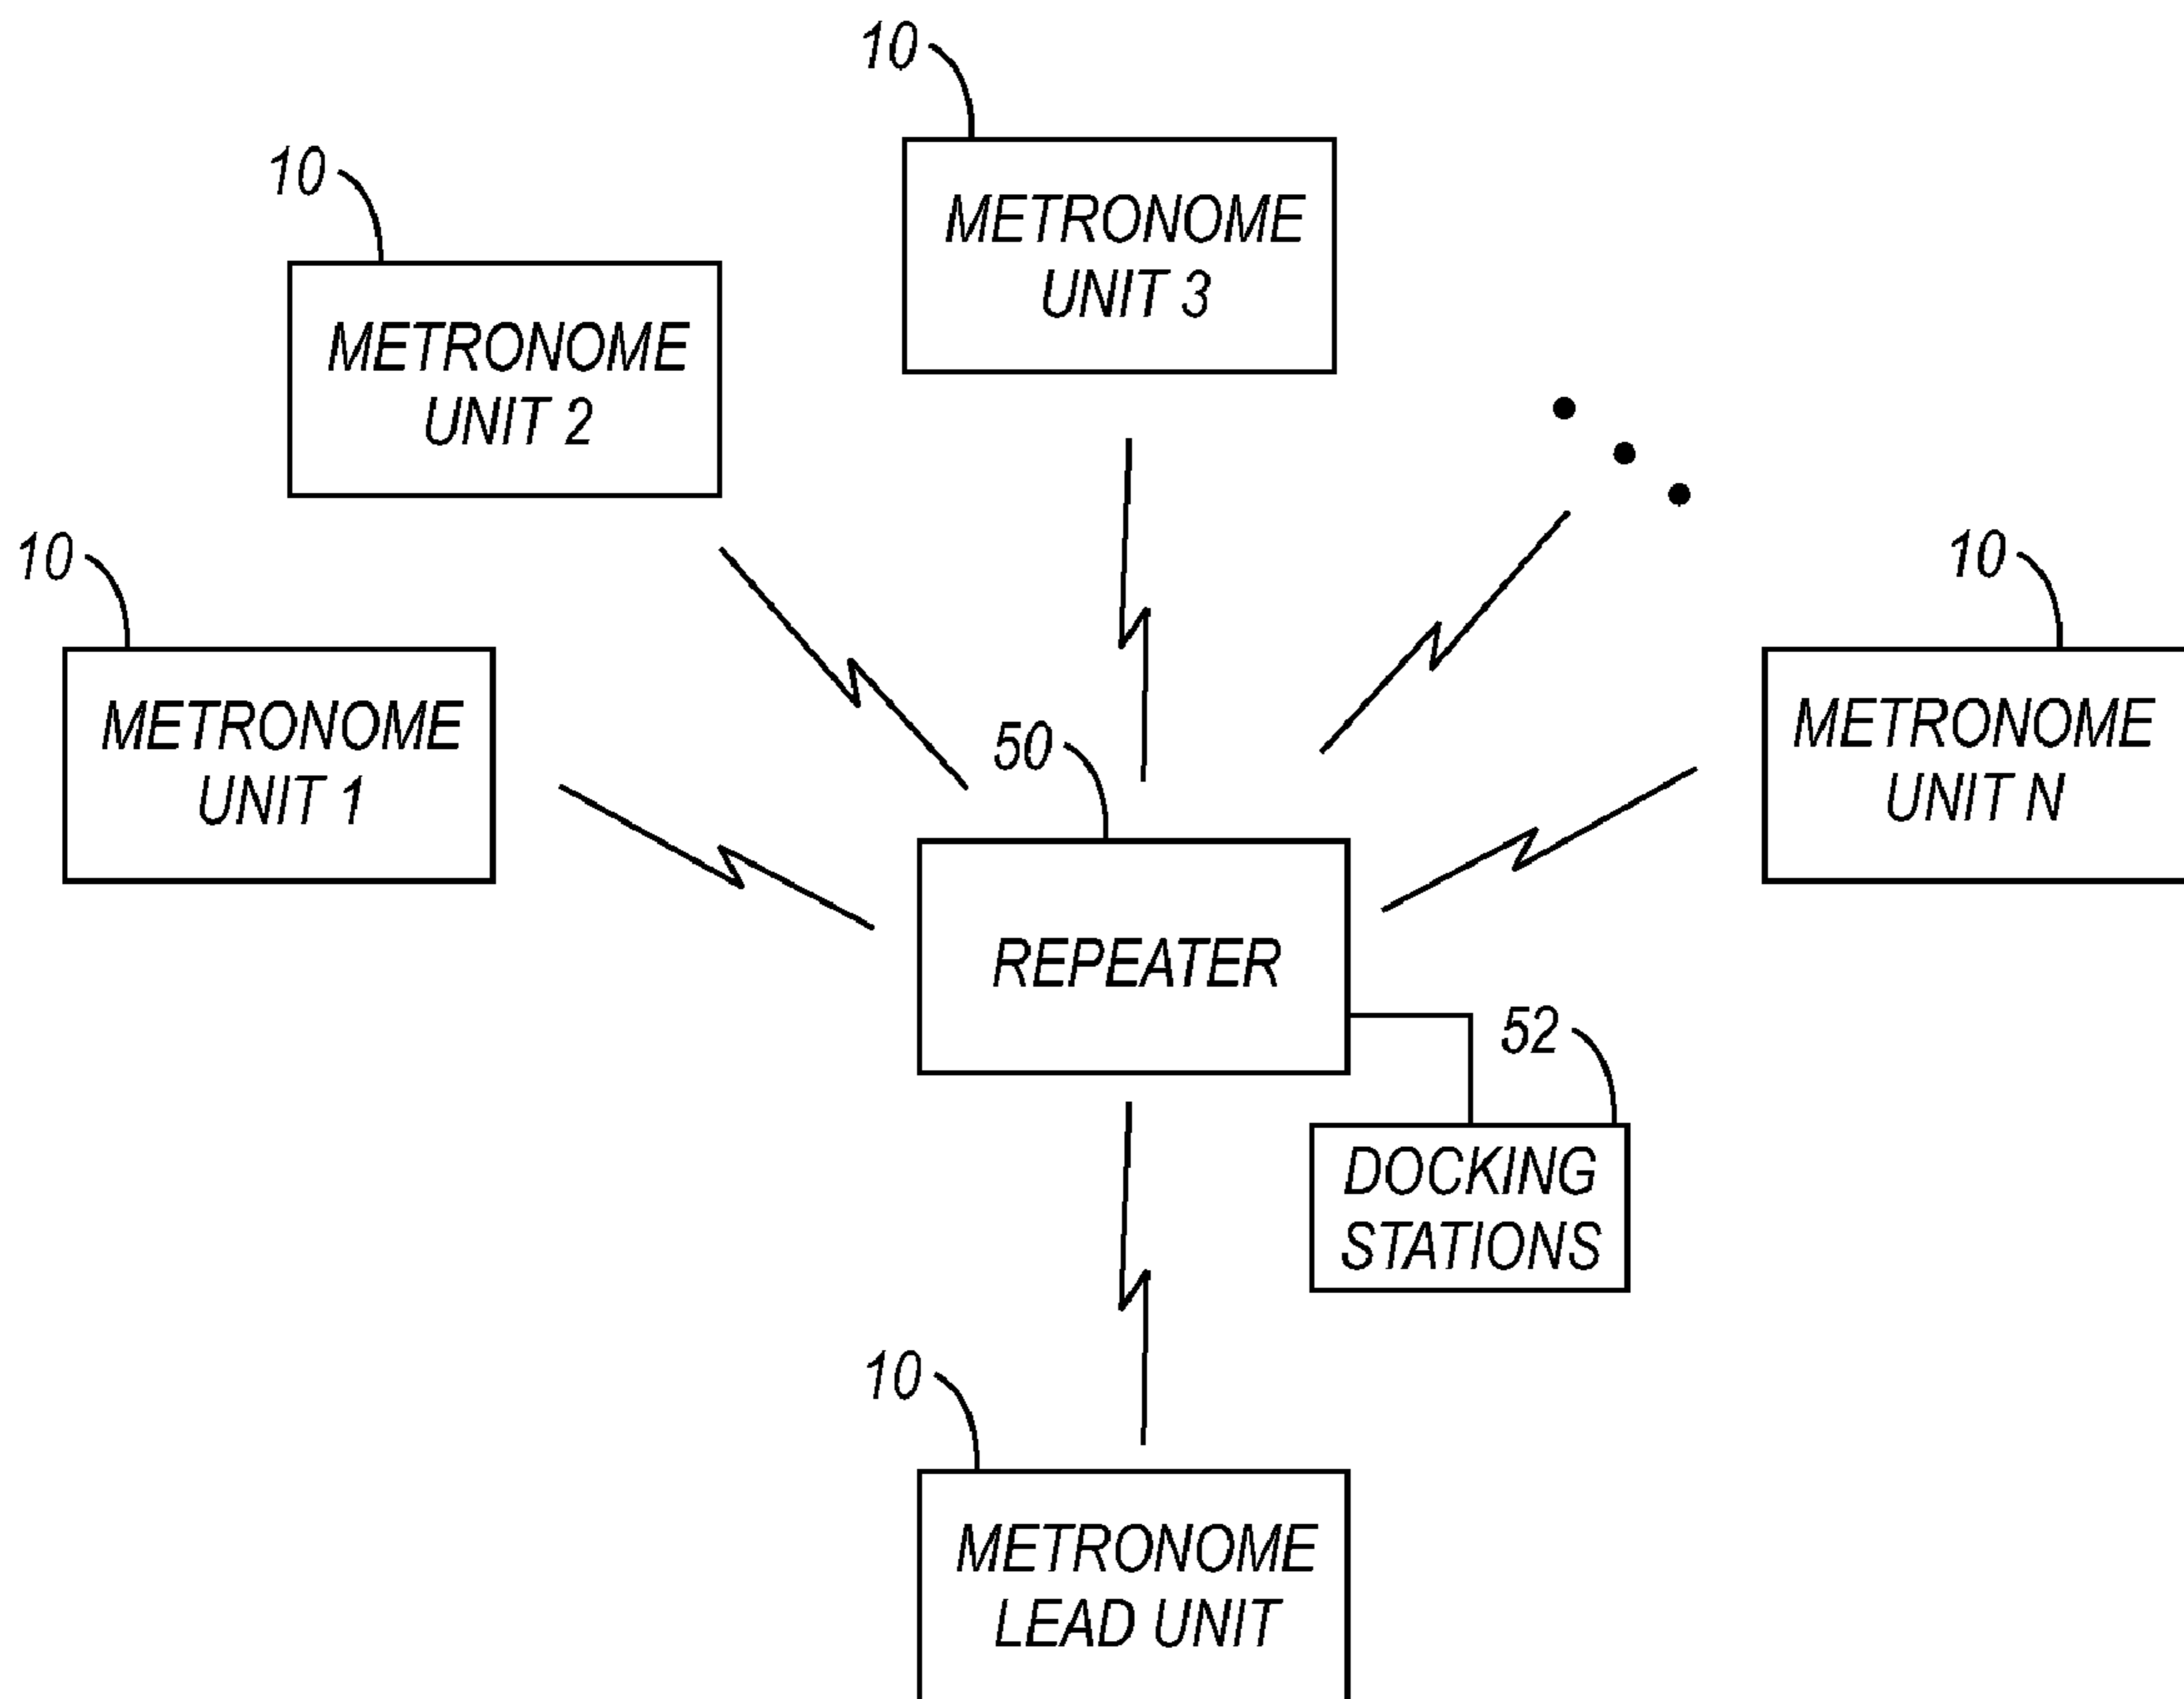 10
METRONOME
UNIT 3
10
METRONOME
UNIT 2
10
METRONOME
UNIT 1
10
METRONOME
UNIT N
50
REPEATER
52
DOCKING
STATIONS
10
METRONOME
LEAD UNIT